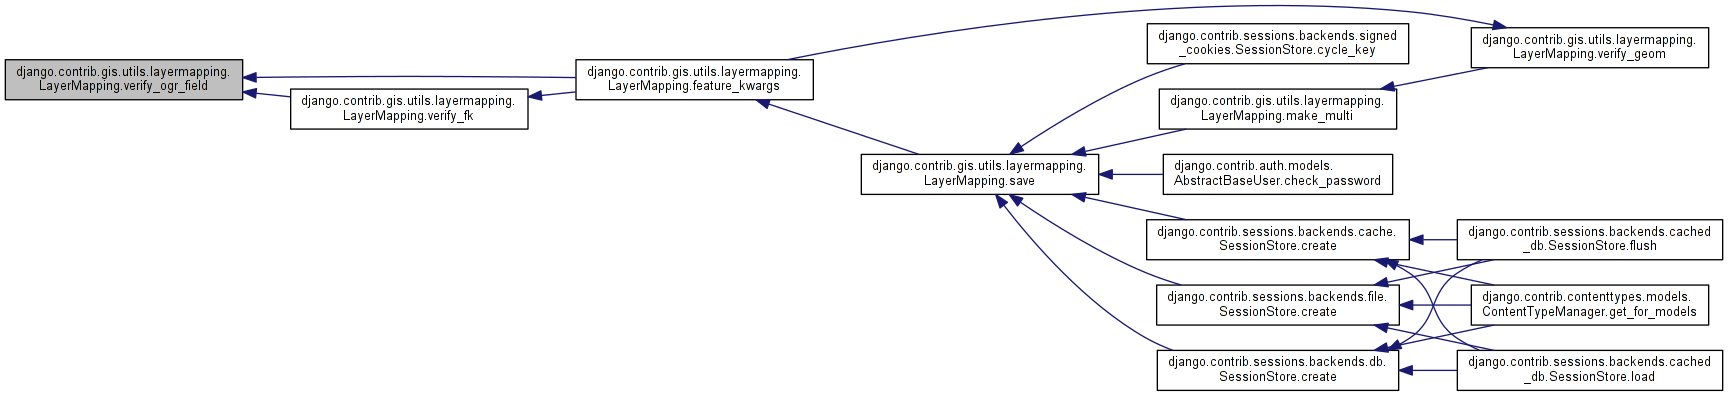 django.contrib.gis.utils.layermapping.
LayerMapping.verify_ogr_field
django.contrib.gis.utils.layermapping.
LayerMapping.verify_fk
django.contrib.gis.utils.layermapping.
LayerMapping.feature_kwargs
django.contrib.gis.utils.layermapping.
LayerMapping.save
django.contrib.sessions.backends.signed
_cookies.SessionStore.cycle_key
django.contrib.gis.utils.layermapping.
LayerMapping.make_multi
django.contrib.auth.models.
AbstractBaseUser.check_password
django.contrib.sessions.backends.cache.
SessionStore.create
django.contrib.sessions.backends.file.
SessionStore.create
django.contrib.sessions.backends.db.
SessionStore.create
django.contrib.gis.utils.layermapping.
LayerMapping.verify_geom
django.contrib.sessions.backends.cached
_db.SessionStore.flush
django.contrib.contenttypes.models.
ContentTypeManager.get_for_models
django.contrib.sessions.backends.cached
_db.SessionStore.load